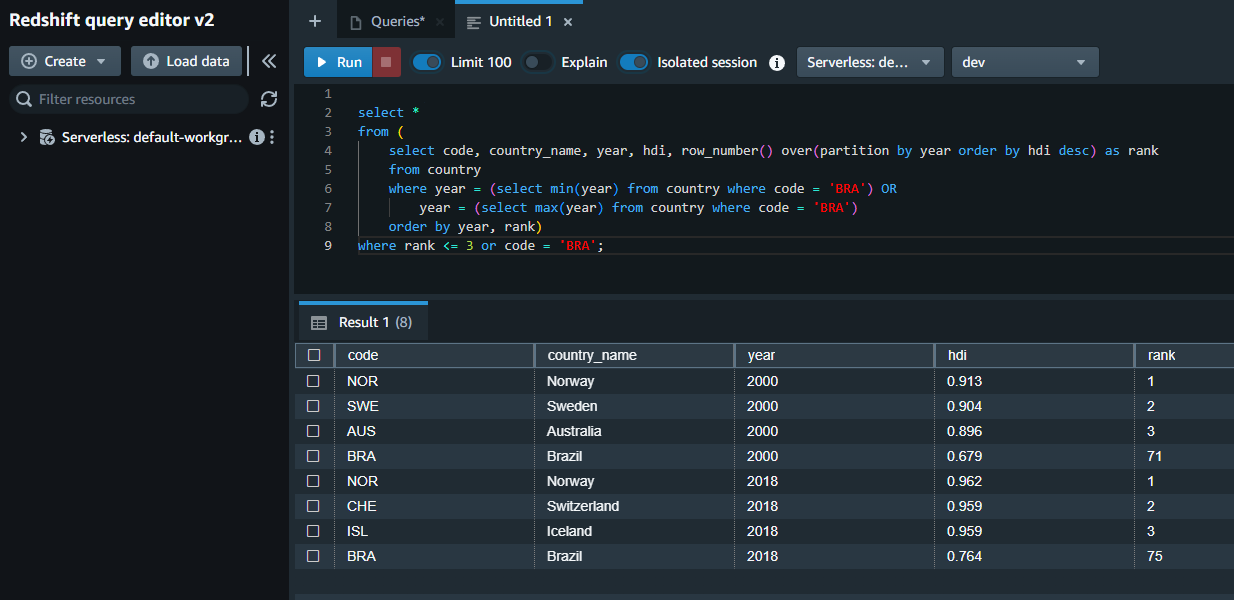 Redshift query editor v2
+ Queries* × Untitled 1 ×
Create Load data
Run Limit 100 Explain Isolated session i Serverless: de... dev
Filter resources
Serverless: default-workgr... i
1
2 select *
3 from (
4 select code, country_name, year, hdi, row_number() over(partition by year order by hdi desc) as rank
5 from country
6 where year = (select min(year) from country where code = 'BRA') OR
7 year = (select max(year) from country where code = 'BRA')
8 order by year, rank)
9 where rank <= 3 or code = 'BRA';
Result 1 (8)
code country_name year hdi rank
NOR Norway 2000 0.913 1
SWE Sweden 2000 0.904 2
AUS Australia 2000 0.896 3
BRA Brazil 2000 0.679 71
NOR Norway 2018 0.962 1
CHE Switzerland 2018 0.959 2
ISL Iceland 2018 0.959 3
BRA Brazil 2018 0.764 75